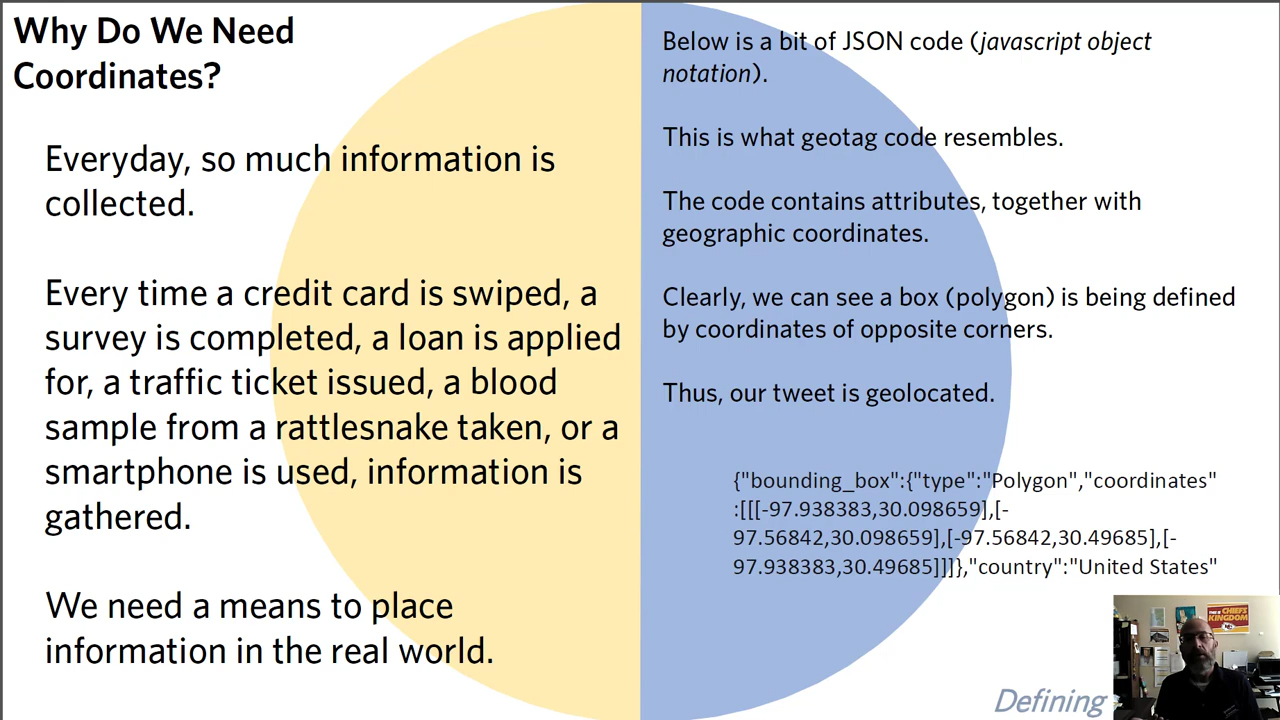 Why Do We Need
Coordinates?
Everyday, so much information is
collected.
Every time a credit card is swiped, a
survey is completed, a loan is applied
for, a traffic ticket issued, a blood
sample from a rattlesnake taken, or a
smartphone is used, information is
gathered.
We need a means to place
information in the real world.
Below is a bit of JSON code (javascript object
notation).
This is what geotag code resembles.
The code contains attributes, together with
geographic coordinates.
Clearly, we can see a box (polygon) is being defined
by coordinates of opposite corners.
Thus, our tweet is geolocated.
{"bounding_box":{"type":"Polygon","coordinates"
:[[[-97.938383,30.098659],[-
97.56842,30.098659],[-97.56842,30.49685],[-
97.938383,30.49685]]]},"country":"United States"
CHIEFS
KINGDOM
Defining